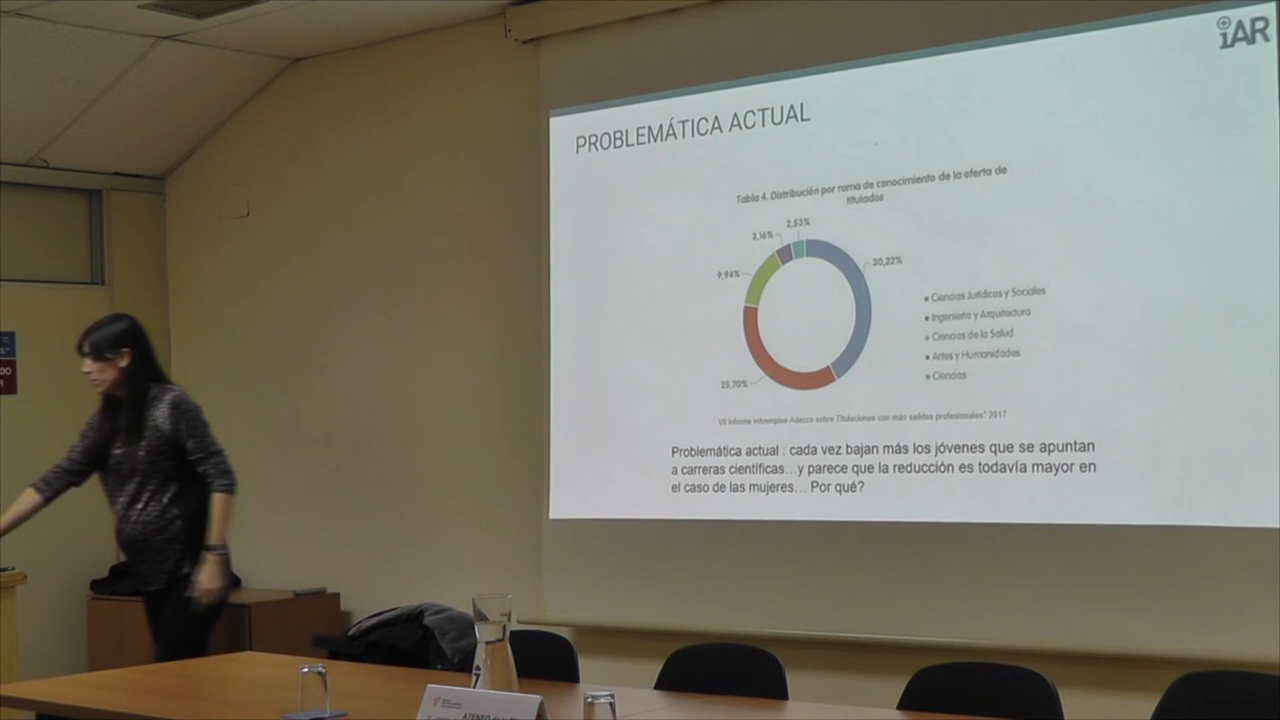 iAR
PROBLEMÁTICA ACTUAL
Tabla 4. Distribución por rama de conocimiento de la oferta de
titulados
2,53%
3,16%
30,22%
9,94%
25,70%
Ciencias Jurídicas y Sociales
Ingeniería y Arquitectura
Ciencias de la Salud
Artes y Humanidades
Ciencias
VII Informe Infoempleo Adecco sobre Titulaciones con más salidas profesionales" 2017
Problemática actual : cada vez bajan más los jóvenes que se apuntan
a carreras científicas…y parece que la reducción es todavía mayor en
el caso de las mujeres… Por qué?
ATENEO